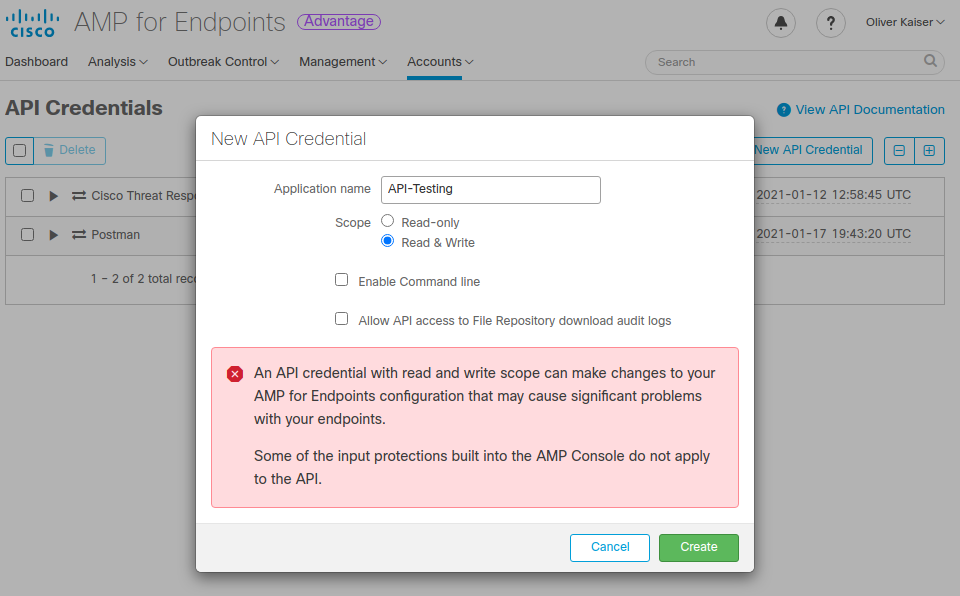 CISCO AMP for Endpoints Advantage
? Oliver Kaiser
Dashboard Analysis Outbreak Control Management Accounts Search
API Credentials
? View API Documentation
New API Credential
Delete New API Credential
Application name API-Testing
Cisco Threat Respo 2021-01-12 12:58:45 UTC
Scope Read-only
Postman 2021-01-17 19:43:20 UTC
Read & Write
1 – 2 of 2 total
Enable Command line
Allow API access to File Repository download audit logs
An API credential with read and write scope can make changes to your
AMP for Endpoints configuration that may cause significant problems
with your endpoints.
Some of the input protections built into the AMP Console do not apply
to the API.
Cancel Create